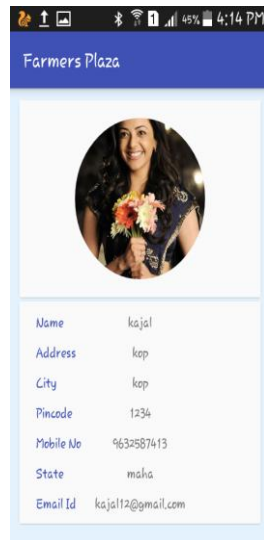 1 45% 4:14 PM
Farmers Plaza
Name kajal
Address kop
City kop
Pincode 1234
Mobile No 9632587413
State maha
Email Id kajal12@gmail.com